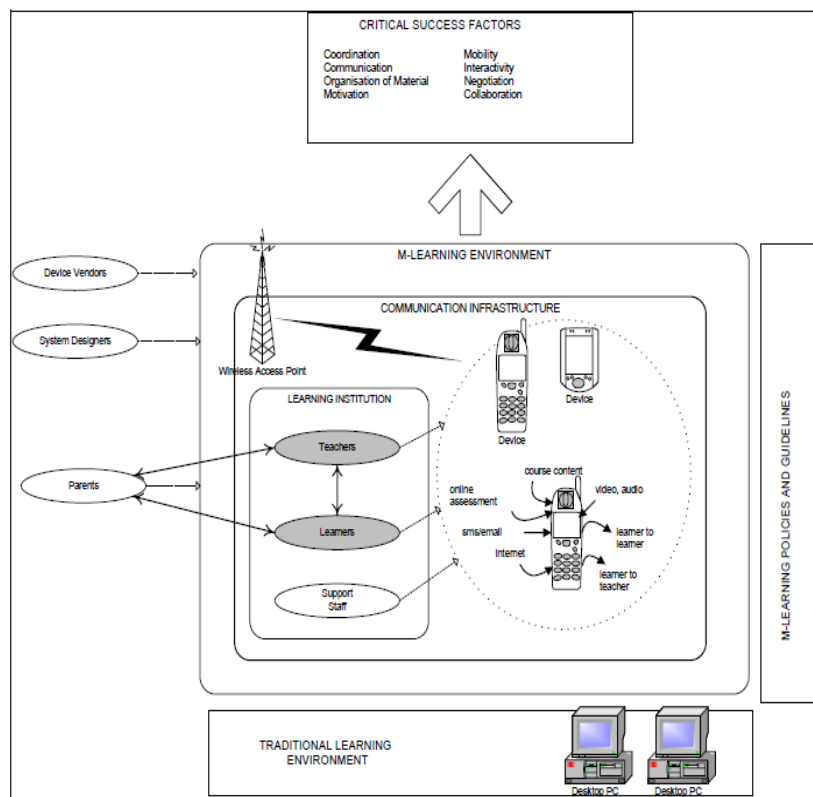 CRITICAL SUCCESS FACTORS
Coordination
Communication
Organisation of Material
Motivation
Mobility
Interactivity
Negotiation
Collaboration
M-LEARNING ENVIRONMENT
Device Vendors
System Designers
Parents
COMMUNICATION INFRASTRUCTURE
Wireless Access Point
LEARNING INSTITUTION
Teachers
Learners
Support
Staff
Device
Device
course content
online
assessment
video, audio
sms/email
learner to
learner
Internet
learner to
teacher
M-LEARNING POLICIES AND GUIDELINES
TRADITIONAL LEARNING
ENVIRONMENT
Desktop PC
Desktop PC